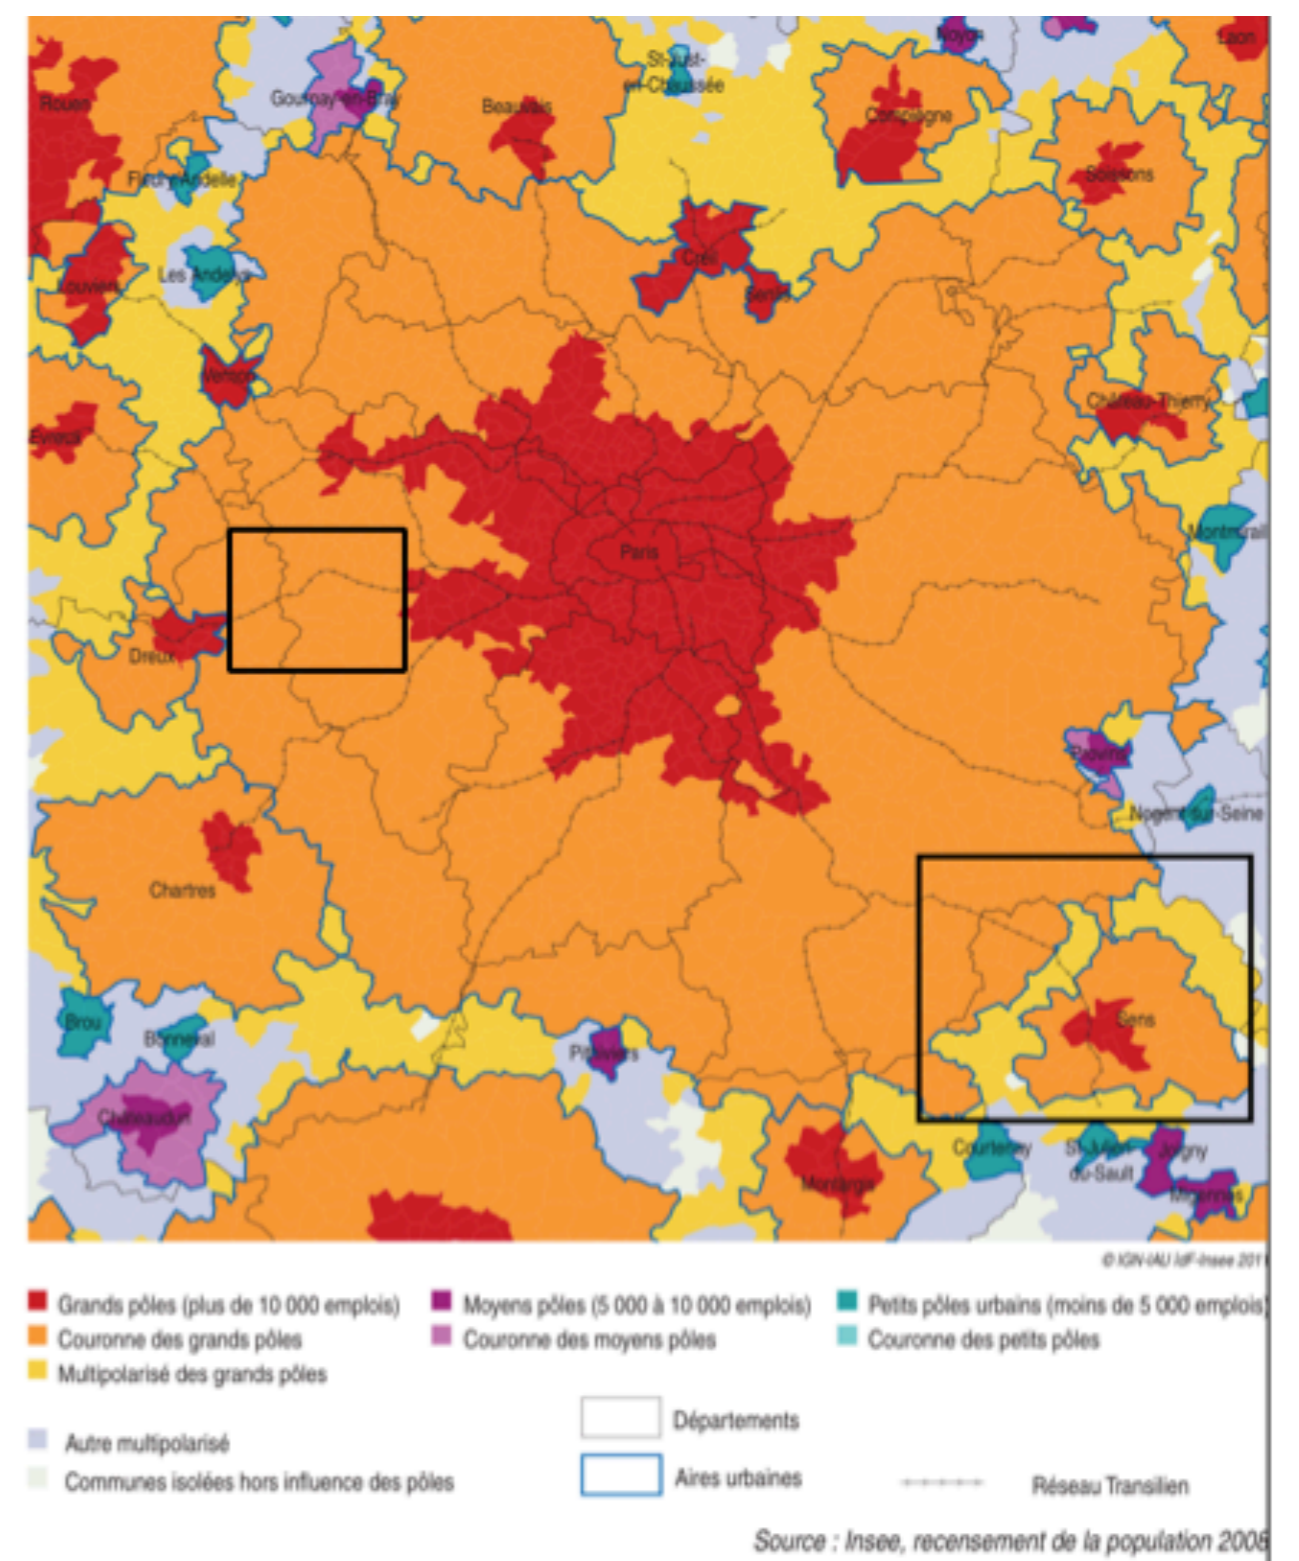 Noyon
Laon
St-Just-
en-Chaussée
Gournay-en-Bray
Rouen
Beauvais
Compiègne
Fleury-Andelle
Soissons
Creil
Les Andelys
Louviers
Senlis
Vernon
Château-Thierry
Evreux
Montmirail
Paris
Dreux
Provins
Nogent-sur-Seine
Chartres
Brou
Bonneval
Sens
Pithiviers
Châteaudun
Courtenay
St-Julien-
du-Sault
Joigny
Montargis
Migennes
© IGN-IAU IdF-Insee 2011
Grands pôles (plus de 10 000 emplois)
Moyens pôles (5 000 à 10 000 emplois)
Petits pôles urbains (moins de 5 000 emplois)
Couronne des grands pôles
Couronne des moyens pôles
Couronne des petits pôles
Multipolarisé des grands pôles
Départements
Autre multipolarisé
Aires urbaines
Communes isolées hors influence des pôles
Réseau Transilien
Source : Insee, recensement de la population 2008